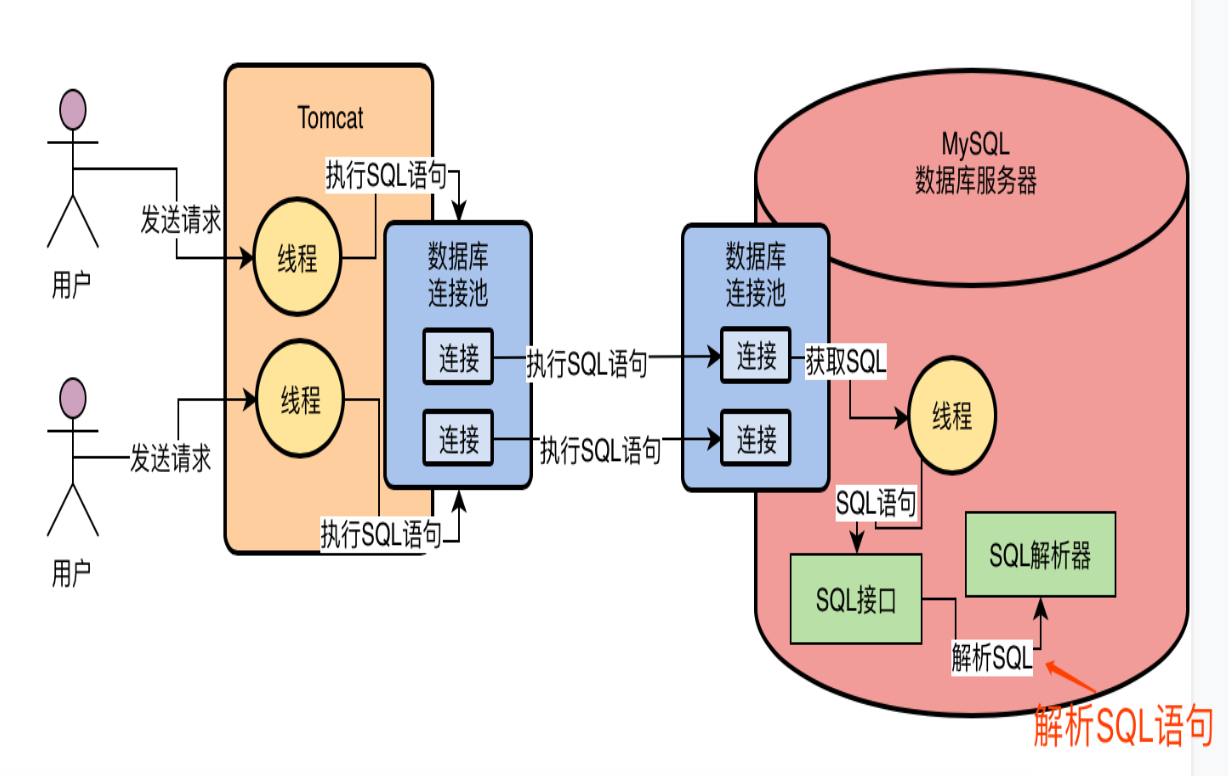 Tomcat
执行SQL语句
发送请求
线程
用户
数据库
连接池
连接
执行SQL语句
线程
连接
执行SQL语句
发送请求
执行SQL语句
用户
MySQL
数据库服务器
数据库
连接池
连接
获取SQL
线程
连接
SQL语句
SQL解析器
SQL接口
解析SQL
解析SQL语句